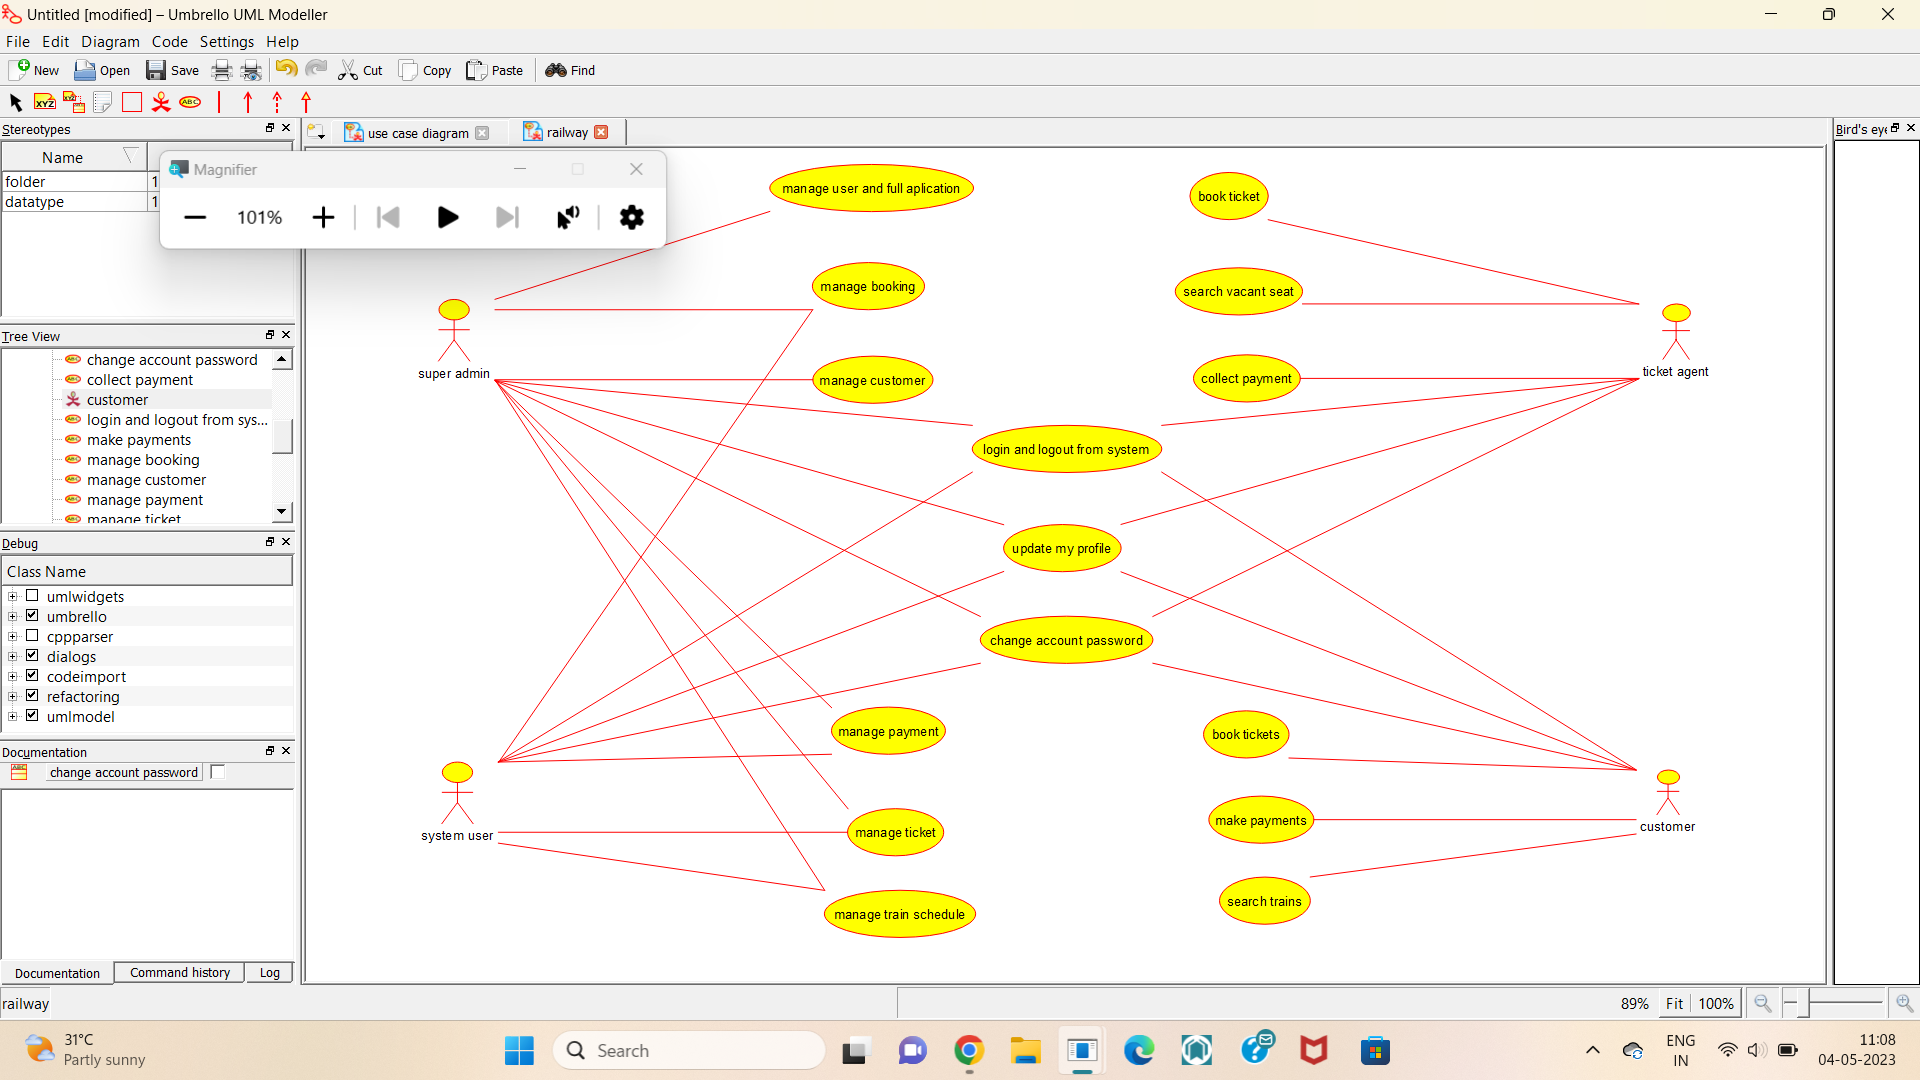 Untitled [modified] – Umbrello UML Modeller
File Edit Diagram Code Settings Help
New Open Save Cut Copy Paste Find
XYZ XYZ ABC
Stereotypes
use case diagram
railway
Bird's eye
Name
folder 1
datatype 1
Magnifier
101%
manage user and full aplication
book ticket
manage booking
search vacant seat
super admin
manage customer
collect payment
ticket agent
login and logout from system
update my profile
change account password
manage payment
book tickets
system user
manage ticket
make payments
customer
manage train schedule
search trains
Tree View
change account password
collect payment
customer
login and logout from sys...
make payments
manage booking
manage customer
manage payment
manage ticket
Debug
Class Name
umlwidgets
umbrello
cppparser
dialogs
codeimport
refactoring
umlmodel
Documentation
change account password
Documentation Command history Log
railway
89% Fit 100%
31°C
Partly sunny
Search
ENG
IN
11:08
04-05-2023